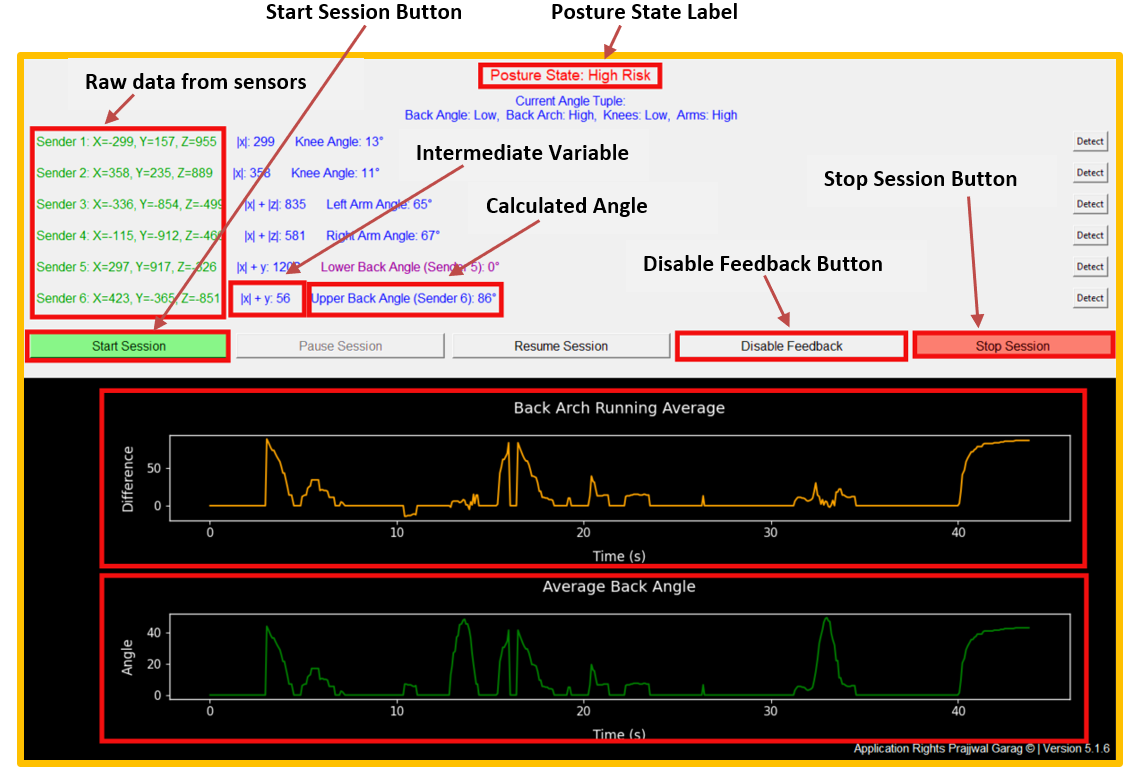 Start Session Button
Posture State Label
Raw data from sensors
Posture State: High Risk
Current Angle Tuple:
Back Angle: Low, Back Arch: High, Knees: Low, Arms: High
Sender 1: X=-299, Y=157, Z=955 |x|: 299 Knee Angle: 13° Detect
Intermediate Variable
Sender 2: X=358, Y=235, Z=889 |x|: 358 Knee Angle: 11° Detect
Stop Session Button
Sender 3: X=-336, Y=-854, Z=-499 |x| + |z|: 835 Left Arm Angle: 65° Detect
Calculated Angle
Sender 4: X=-115, Y=-912, Z=-466 |x| + |z|: 581 Right Arm Angle: 67° Detect
Disable Feedback Button
Sender 5: X=297, Y=917, Z=-326 |x| + y: Lower Back Angle (Sender 5): 0° Detect
Sender 6: X=423, Y=-365, Z=-851 |x| + y: 56 Upper Back Angle (Sender 6): 86° Detect
Start Session Pause Session Resume Session Disable Feedback Stop Session
Back Arch Running Average
Difference
50
0
0 10 20 30 40
Time (s)
Average Back Angle
Angle
40
20
0
0 10 20 30 40
Time (s)
Application Rights Prajjwal Garag © | Version 5.1.6